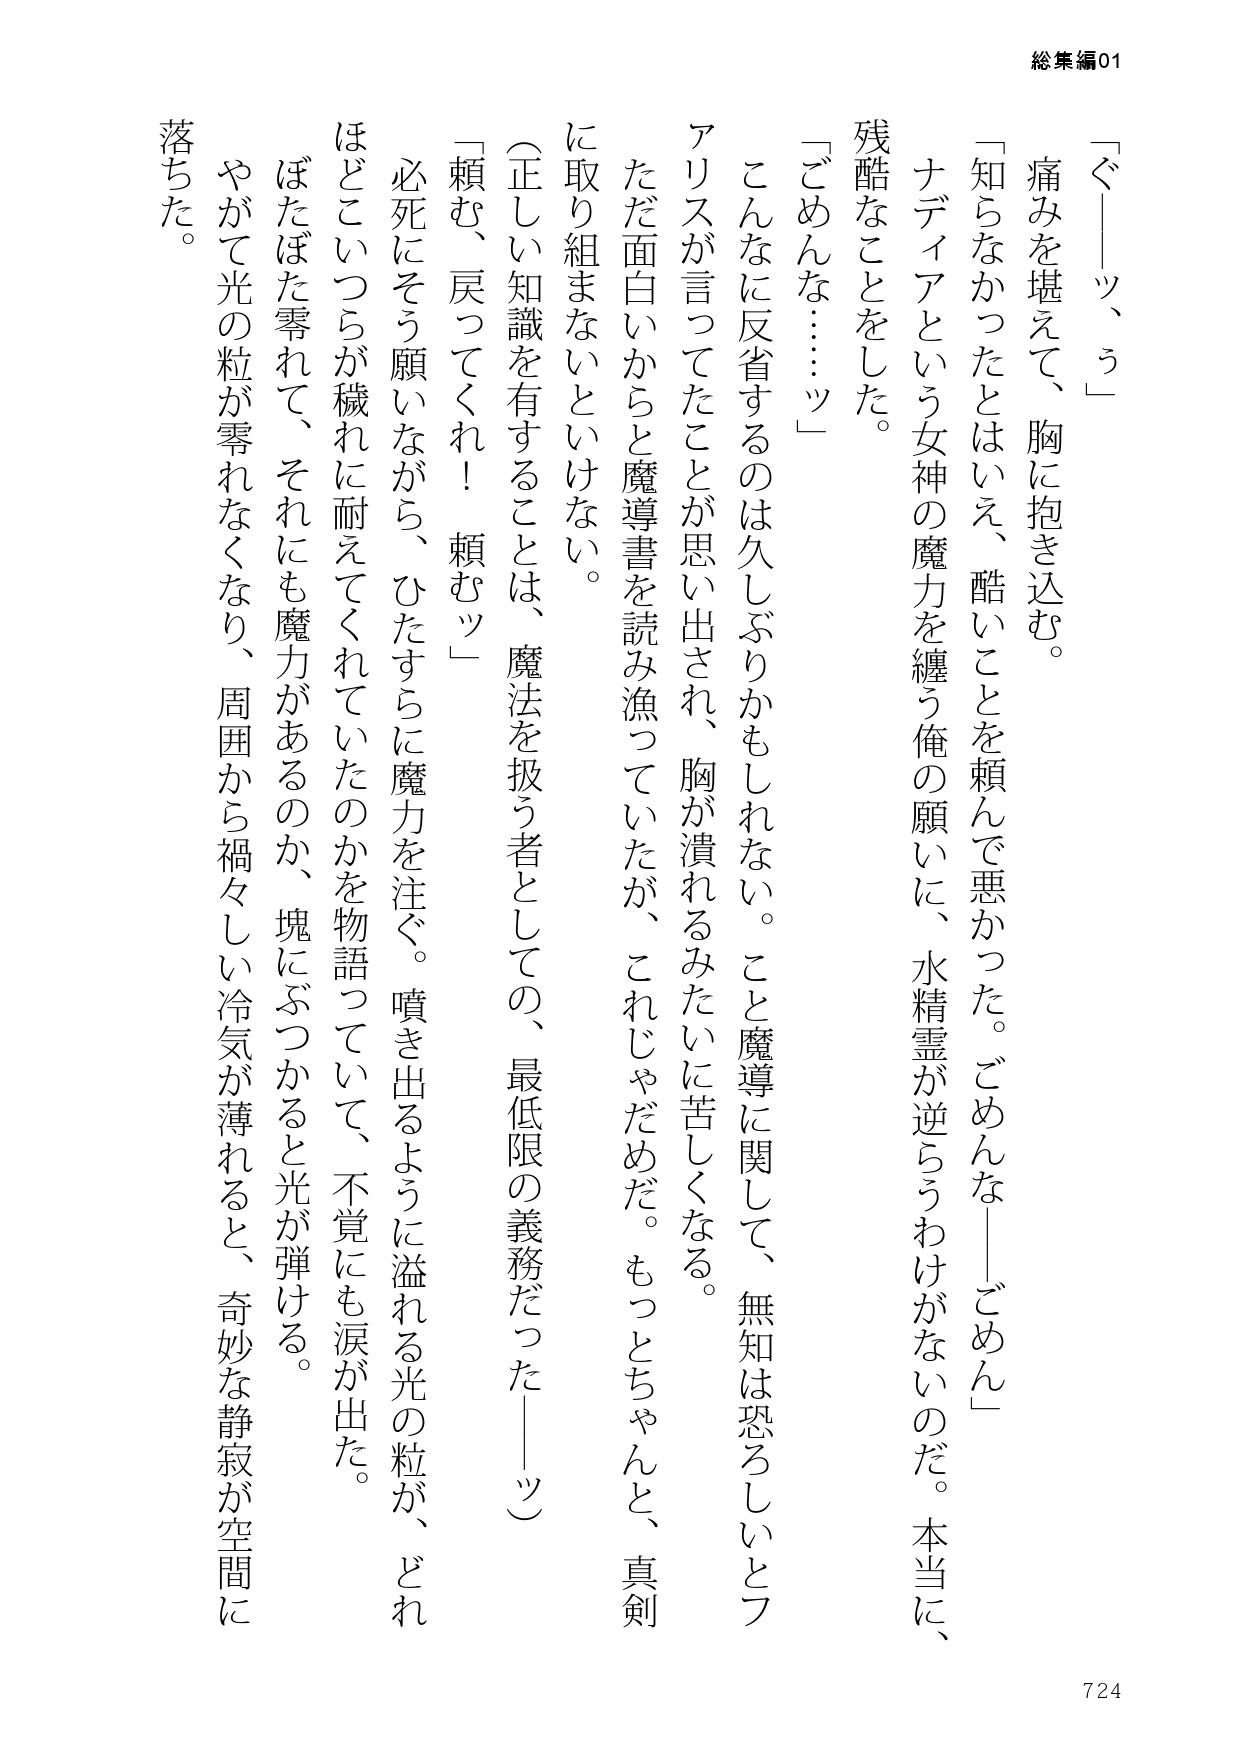 総集編01
「ぐ――ッ、う」
　痛みを堪えて、胸に抱き込む。
「知らなかったとはいえ、酷いことを頼んで悪かった。ごめんな――ごめん」
　ナディアという女神の魔力を纏う俺の願いに、水精霊が逆らうわけがないのだ。本当に、
残酷なことをした。
「ごめんな……ッ」
　こんなに反省するのは久しぶりかもしれない。こと魔導に関して、無知は恐ろしいとフ
アリスが言ってたことが思い出され、胸が潰れるみたいに苦しくなる。
　ただ面白いからと魔導書を読み漁っていたが、これじゃだめだ。もっとちゃんと、真剣
に取り組まないといけない。
（正しい知識を有することは、魔法を扱う者としての、最低限の義務だった――ッ）
「頼む、戻ってくれ！　頼むッ」
　必死にそう願いながら、ひたすらに魔力を注ぐ。噴き出るように溢れる光の粒が、どれ
ほどこいつらが穢れに耐えてくれていたのかを物語っていて、不覚にも涙が出た。
　ぼたぼた零れて、それにも魔力があるのか、塊にぶつかると光が弾ける。
　やがて光の粒が零れなくなり、周囲から禍々しい冷気が薄れると、奇妙な静寂が空間に
落ちた。
724